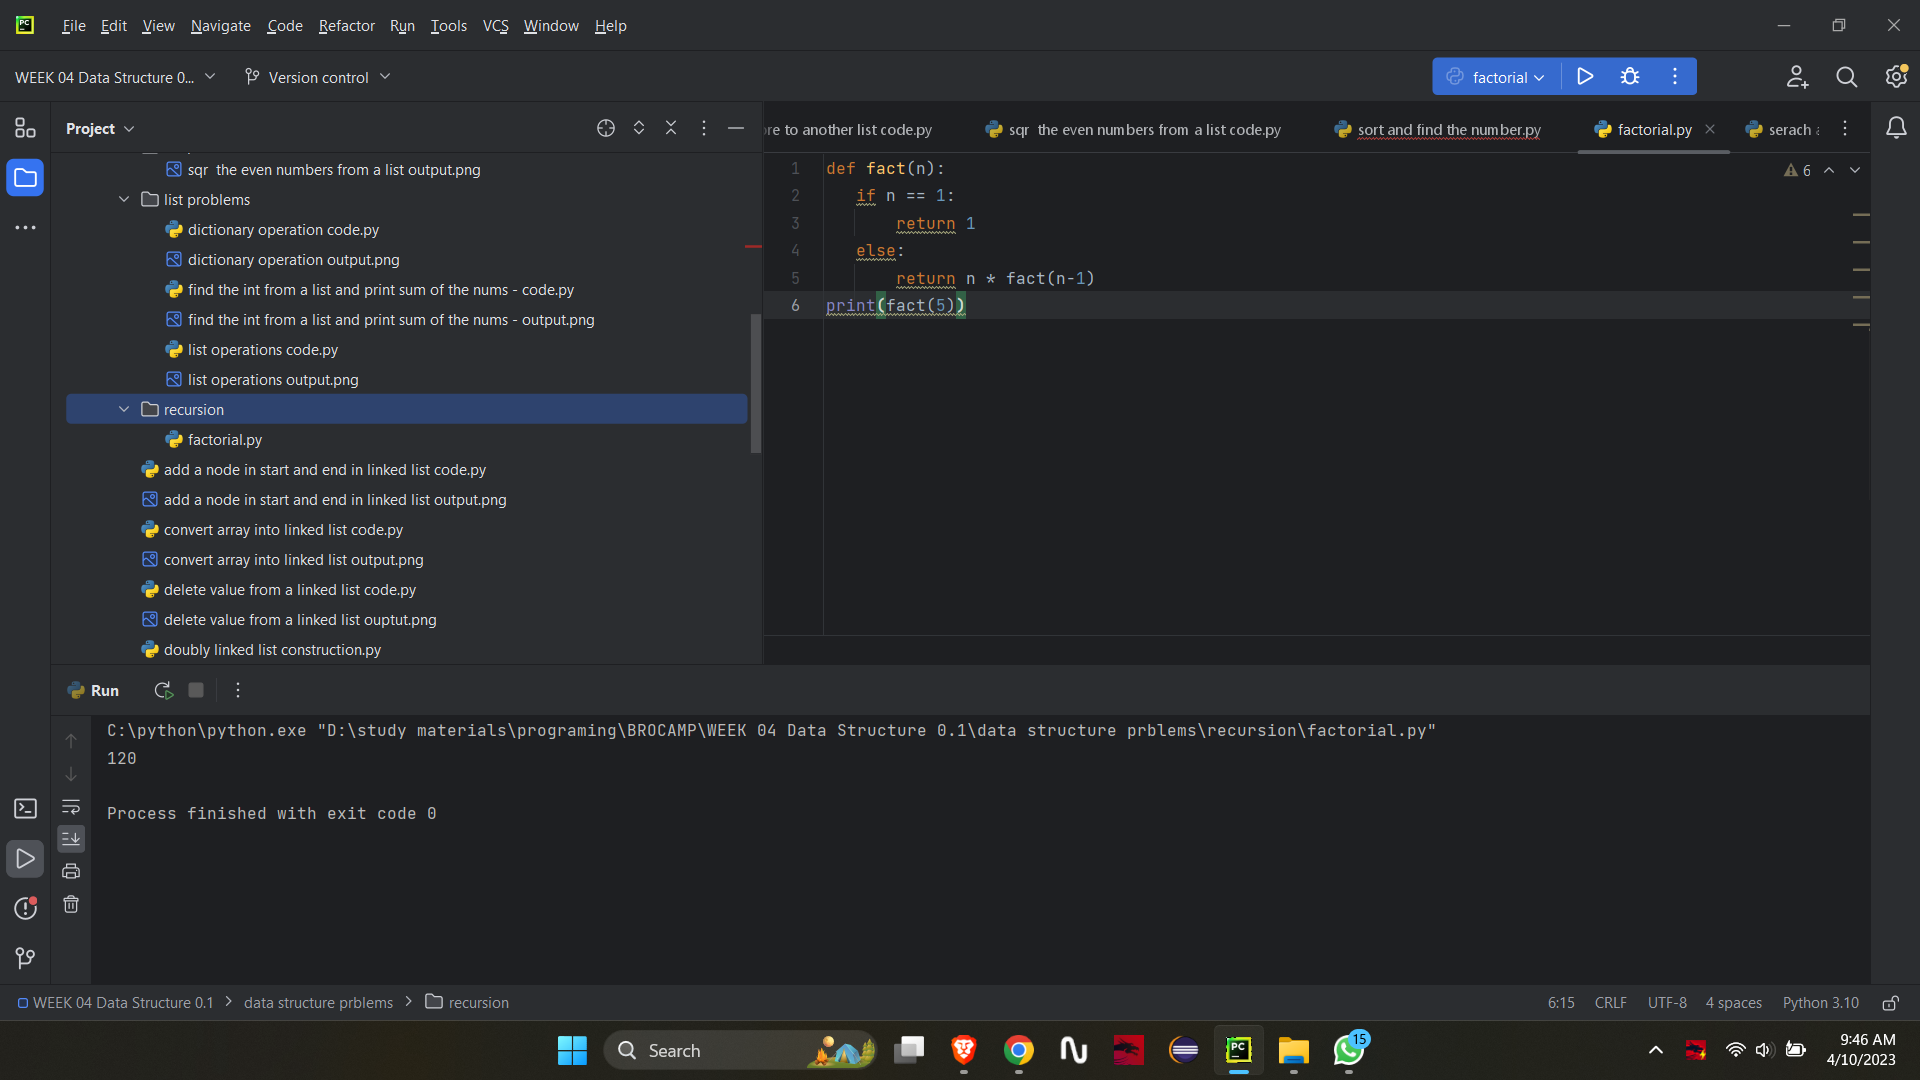 File Edit View Navigate Code Refactor Run Tools VCS Window Help
WEEK 04 Data Structure 0... Version control factorial
Project
re to another list code.py sqr the even numbers from a list code.py sort and find the number.py factorial.py serach
sqr the even numbers from a list output.png
list problems
dictionary operation code.py
dictionary operation output.png
find the int from a list and print sum of the nums - code.py
find the int from a list and print sum of the nums - output.png
list operations code.py
list operations output.png
recursion
factorial.py
add a node in start and end in linked list code.py
add a node in start and end in linked list output.png
convert array into linked list code.py
convert array into linked list output.png
delete value from a linked list code.py
delete value from a linked list ouptut.png
doubly linked list construction.py
1 def fact(n):
2 if n == 1:
3 return 1
4 else:
5 return n * fact(n-1)
6 print(fact(5))
6
Run
C:\python\python.exe "D:\study materials\programing\BROCAMP\WEEK 04 Data Structure 0.1\data structure prblems\recursion\factorial.py"
120
Process finished with exit code 0
WEEK 04 Data Structure 0.1 > data structure prblems > recursion
6:15 CRLF UTF-8 4 spaces Python 3.10
Search
PC
15
9:46 AM
4/10/2023